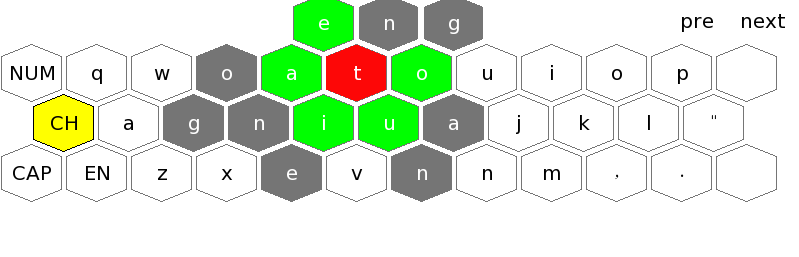 e n g pre next
NUM q w o a t o u i o p
CH a g n i u a j k l "
CAP EN z x e v n n m , .